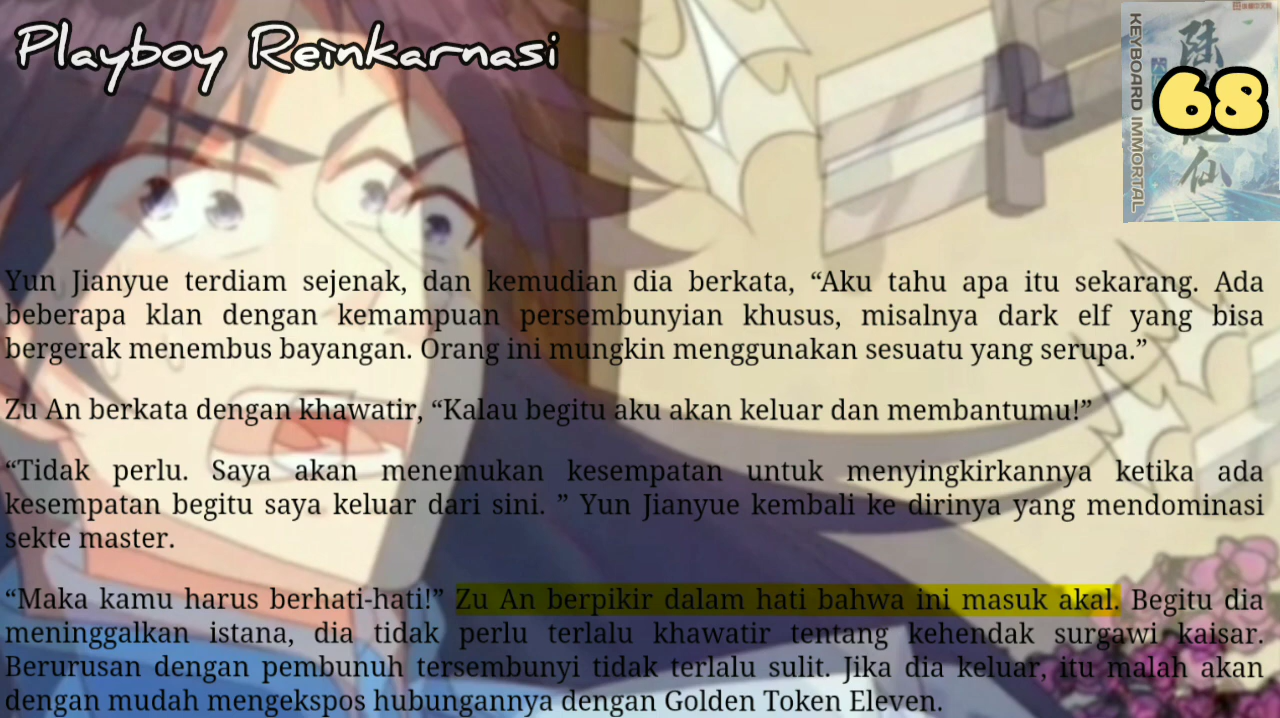 Playboy Reinkarnasi
KEYBOARD IMMORTAL
68
仙
Yun Jianyue terdiam sejenak, dan kemudian dia berkata, “Aku tahu apa itu sekarang. Ada
beberapa klan dengan kemampuan persembunyian khusus, misalnya dark elf yang bisa
bergerak menembus bayangan. Orang ini mungkin menggunakan sesuatu yang serupa.”
Zu An berkata dengan khawatir, “Kalau begitu aku akan keluar dan membantumu!”
“Tidak perlu. Saya akan menemukan kesempatan untuk menyingkirkannya ketika ada
kesempatan begitu saya keluar dari sini. ” Yun Jianyue kembali ke dirinya yang mendominasi
sekte master.
“Maka kamu harus berhati-hati!” Zu An berpikir dalam hati bahwa ini masuk akal. Begitu dia
meninggalkan istana, dia tidak perlu terlalu khawatir tentang kehendak surgawi kaisar.
Berurusan dengan pembunuh tersembunyi tidak terlalu sulit. Jika dia keluar, itu malah akan
dengan mudah mengekspos hubungannya dengan Golden Token Eleven.